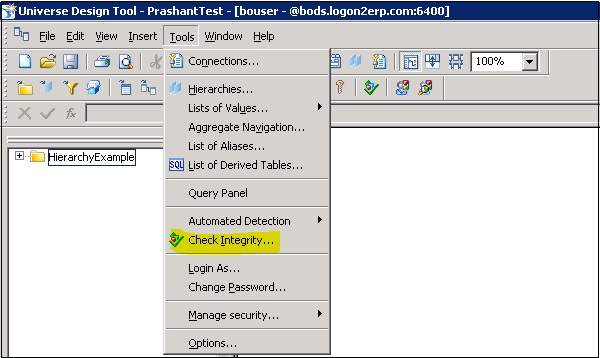 Universe Design Tool - PrashantTest - [bouser - @bods.logon2erp.com:6400]
File Edit View Insert Tools Window Help
Connections...
100%
Hierarchies...
Lists of Values...
Aggregate Navigation...
List of Aliases...
SQL List of Derived Tables...
Query Panel
Automated Detection
Check Integrity...
Login As...
Change Password...
Manage security...
Options...
fx
HierarchyExample